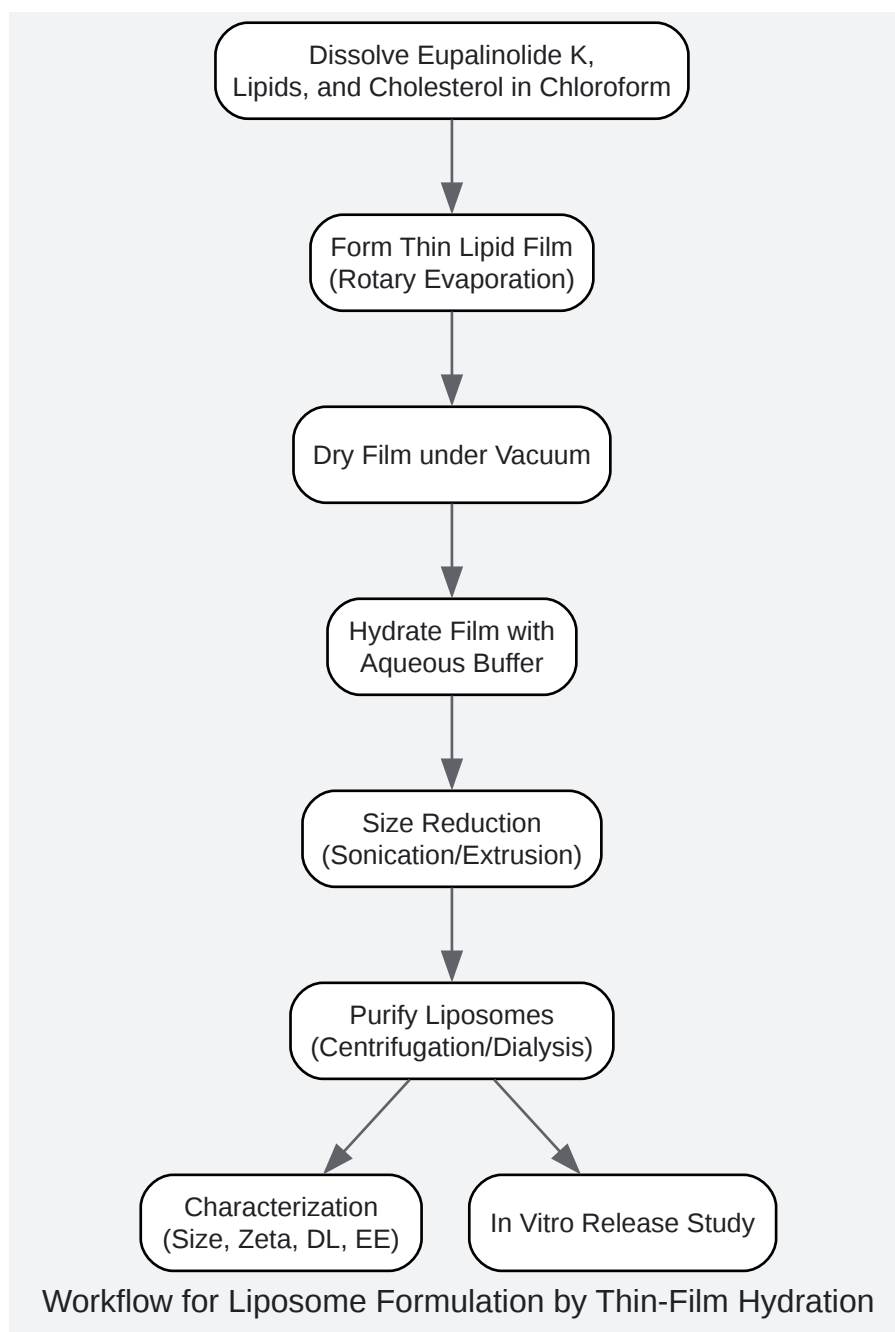 Dissolve Eupalinolide K,
Lipids, and Cholesterol in Chloroform
Form Thin Lipid Film
(Rotary Evaporation)
Dry Film under Vacuum
Hydrate Film with
Aqueous Buffer
Size Reduction
(Sonication/Extrusion)
Purify Liposomes
(Centrifugation/Dialysis)
Characterization
(Size, Zeta, DL, EE)
In Vitro Release Study
Workflow for Liposome Formulation by Thin-Film Hydration